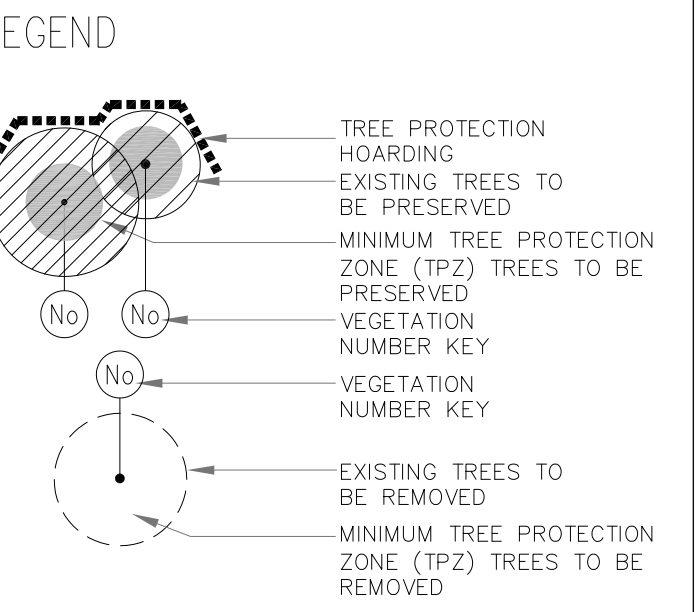 EGEND
TREE PROTECTION
HOARDING
EXISTING TREES TO
BE PRESERVED
MINIMUM TREE PROTECTION
ZONE (TPZ) TREES TO BE
PRESERVED
No No VEGETATION
NUMBER KEY
No VEGETATION
NUMBER KEY
EXISTING TREES TO
BE REMOVED
MINIMUM TREE PROTECTION
ZONE (TPZ) TREES TO BE
REMOVED